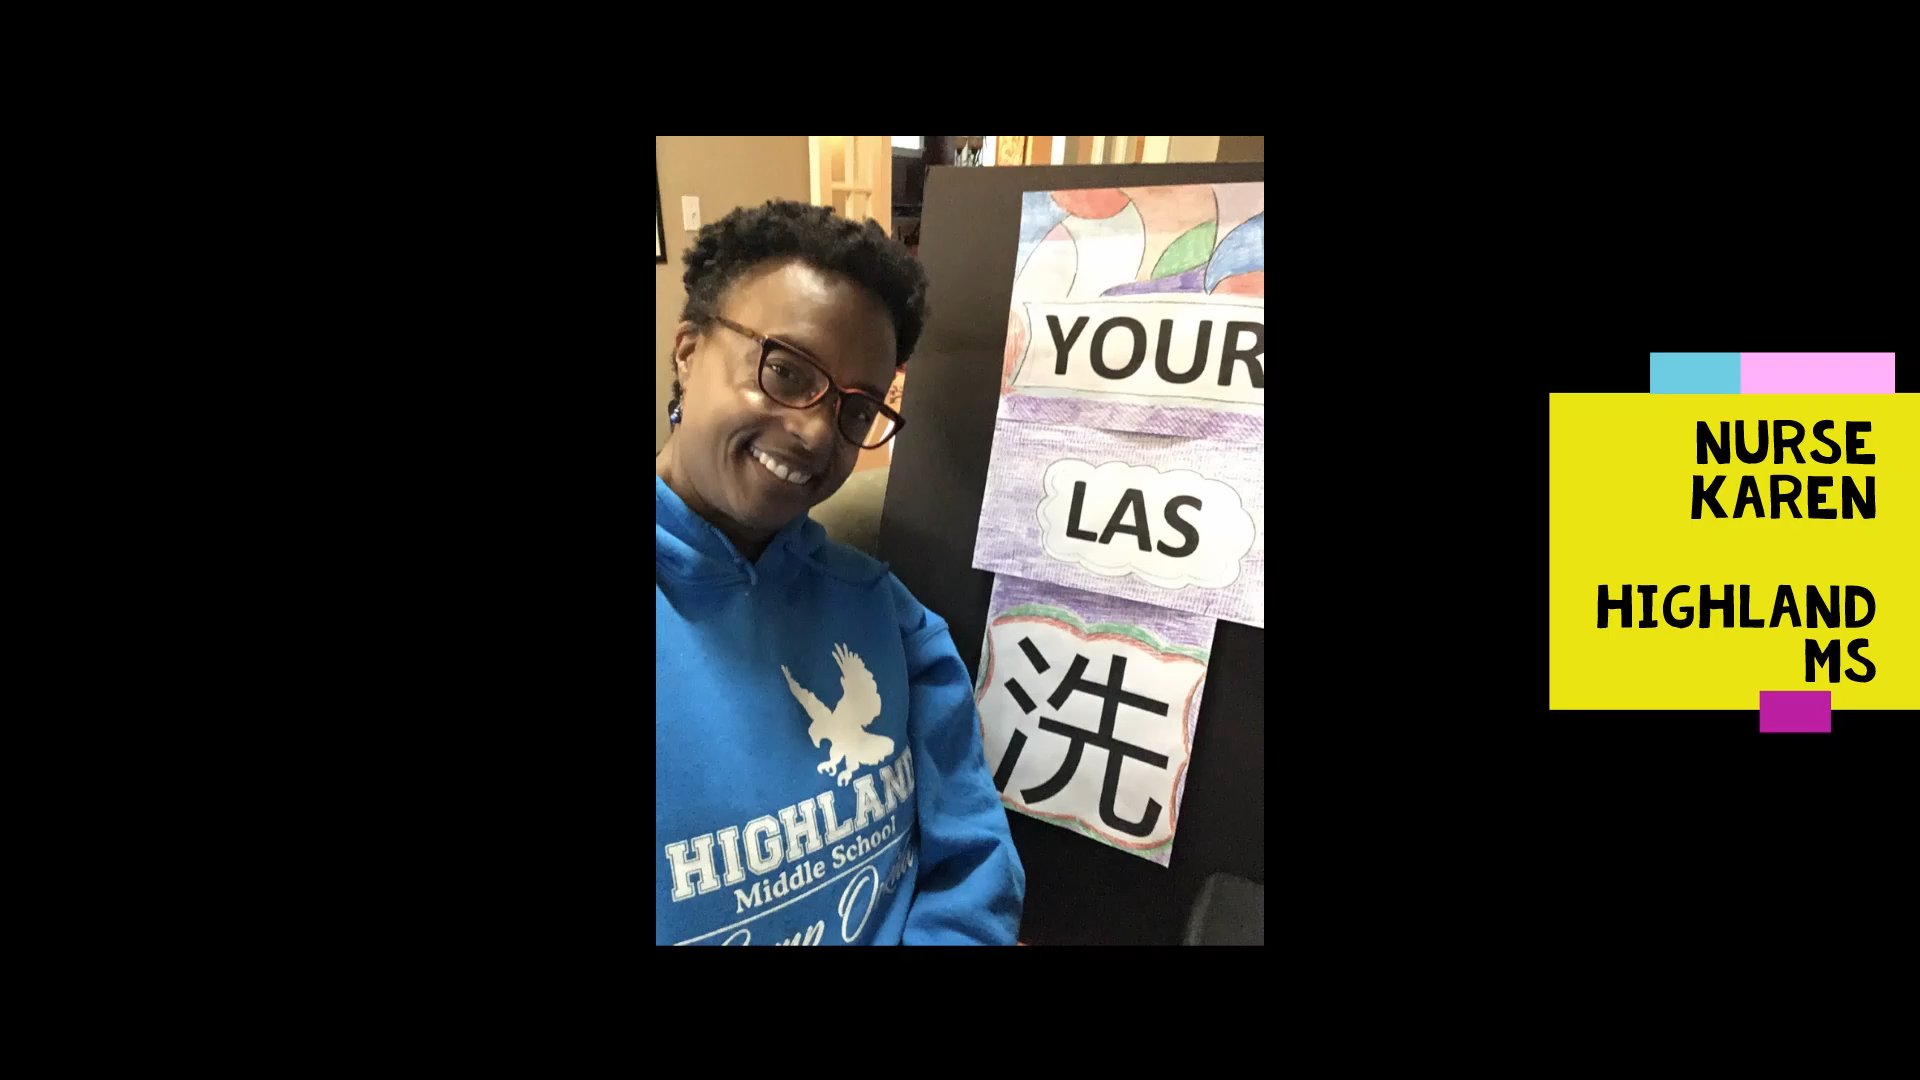 YOUR
LAS
洗
HIGHLAND
Middle School
NURSE
KAREN
HIGHLAND
MS